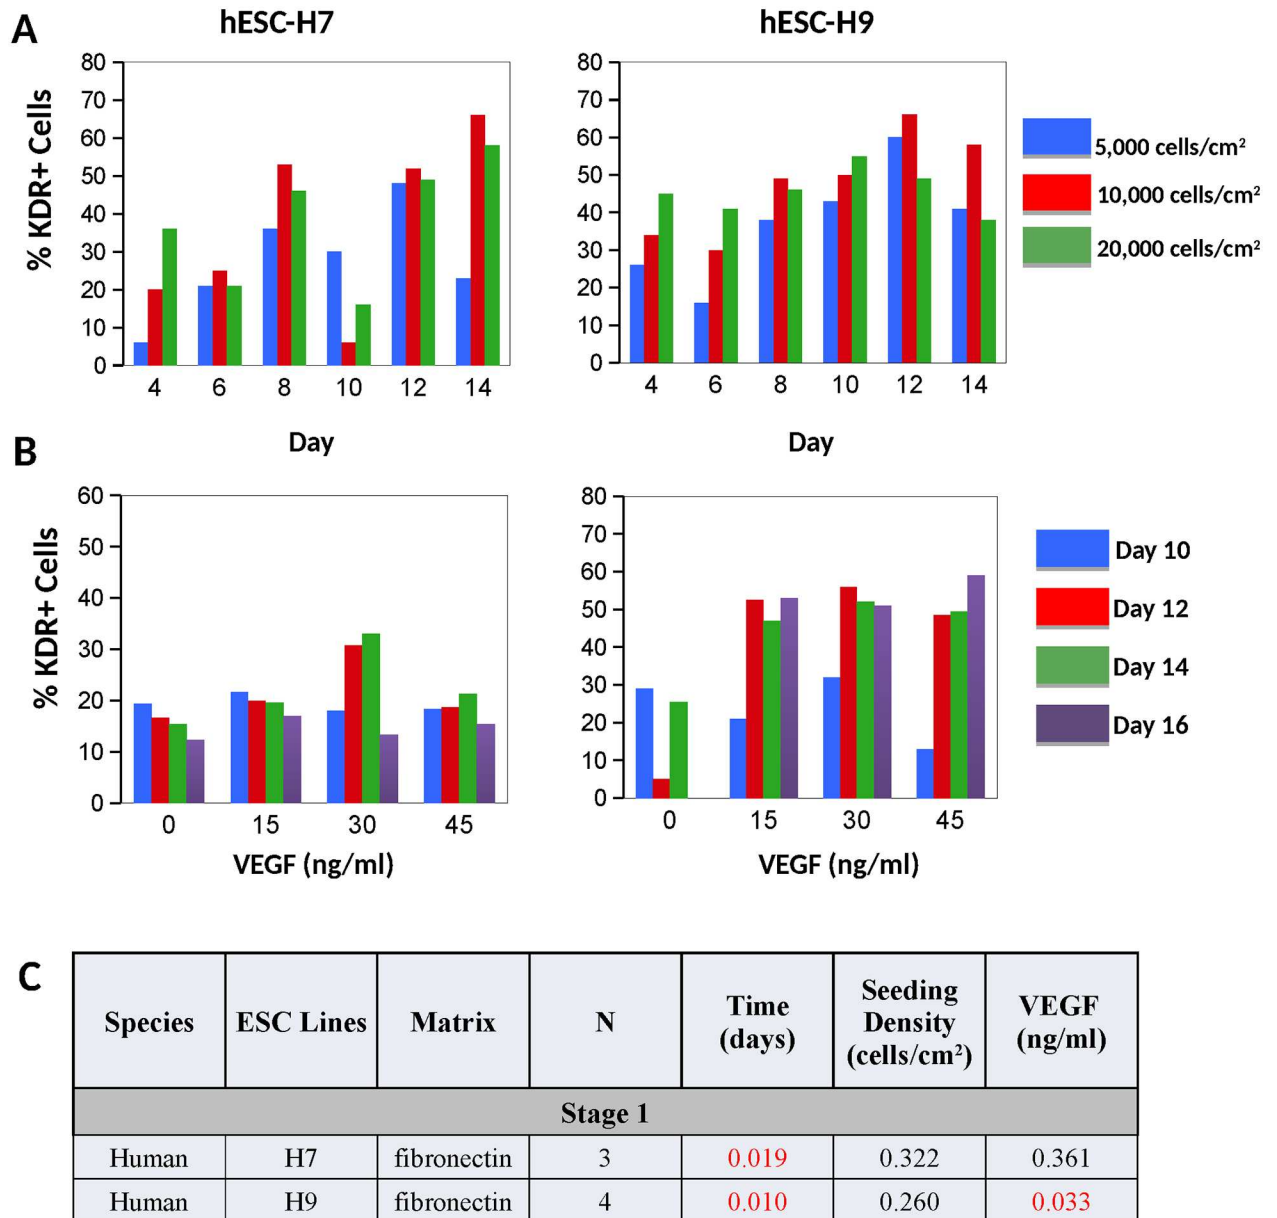 A
hESC-H7
hESC-H9
% KDR+ Cells
80
70
60
50
40
30
20
10
0
4 6 8 10 12 14
Day
80
70
60
50
40
30
20
10
0
4 6 8 10 12 14
Day
5,000 cells/cm²
10,000 cells/cm²
20,000 cells/cm²
B
% KDR+ Cells
60
50
40
30
20
10
0
0 15 30 45
VEGF (ng/ml)
80
70
60
50
40
30
20
10
0
0 15 30 45
VEGF (ng/ml)
Day 10
Day 12
Day 14
Day 16
C
Species ESC Lines Matrix N Time (days) Seeding Density (cells/cm²) VEGF (ng/ml)
Stage 1
Human H7 fibronectin 3 0.019 0.322 0.361
Human H9 fibronectin 4 0.010 0.260 0.033